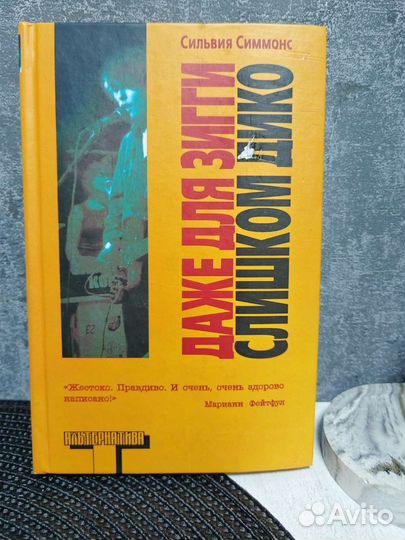 Сильвия Симмонс
ДАЖЕ ДЛЯ ЗИГГИ
СЛИШКОМ ДИКО
«Жестоко. Правдиво. И очень, очень здорово
написано!»
Марианн Фейтфул
АЛЬТЕРНАТИВА
Avito